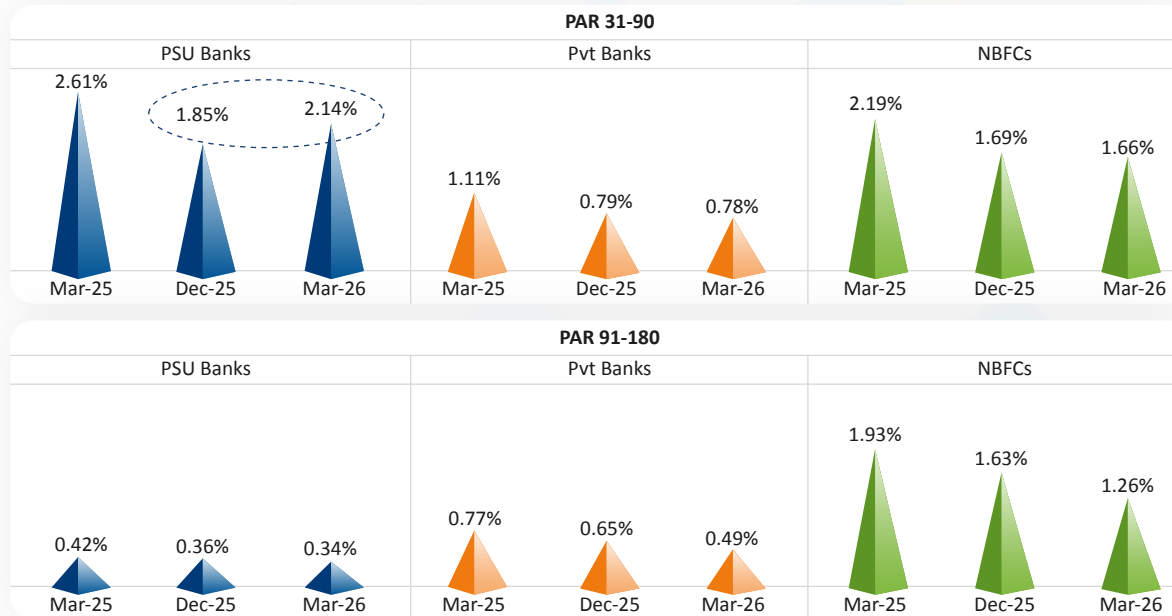 PAR 31-90
PSU Banks Pvt Banks NBFCs
2.61% 1.85% 2.14% 1.11% 0.79% 0.78% 2.19% 1.69% 1.66%
Mar-25 Dec-25 Mar-26 Mar-25 Dec-25 Mar-26 Mar-25 Dec-25 Mar-26
PAR 91-180
PSU Banks Pvt Banks NBFCs
0.42% 0.36% 0.34% 0.77% 0.65% 0.49% 1.93% 1.63% 1.26%
Mar-25 Dec-25 Mar-26 Mar-25 Dec-25 Mar-26 Mar-25 Dec-25 Mar-26